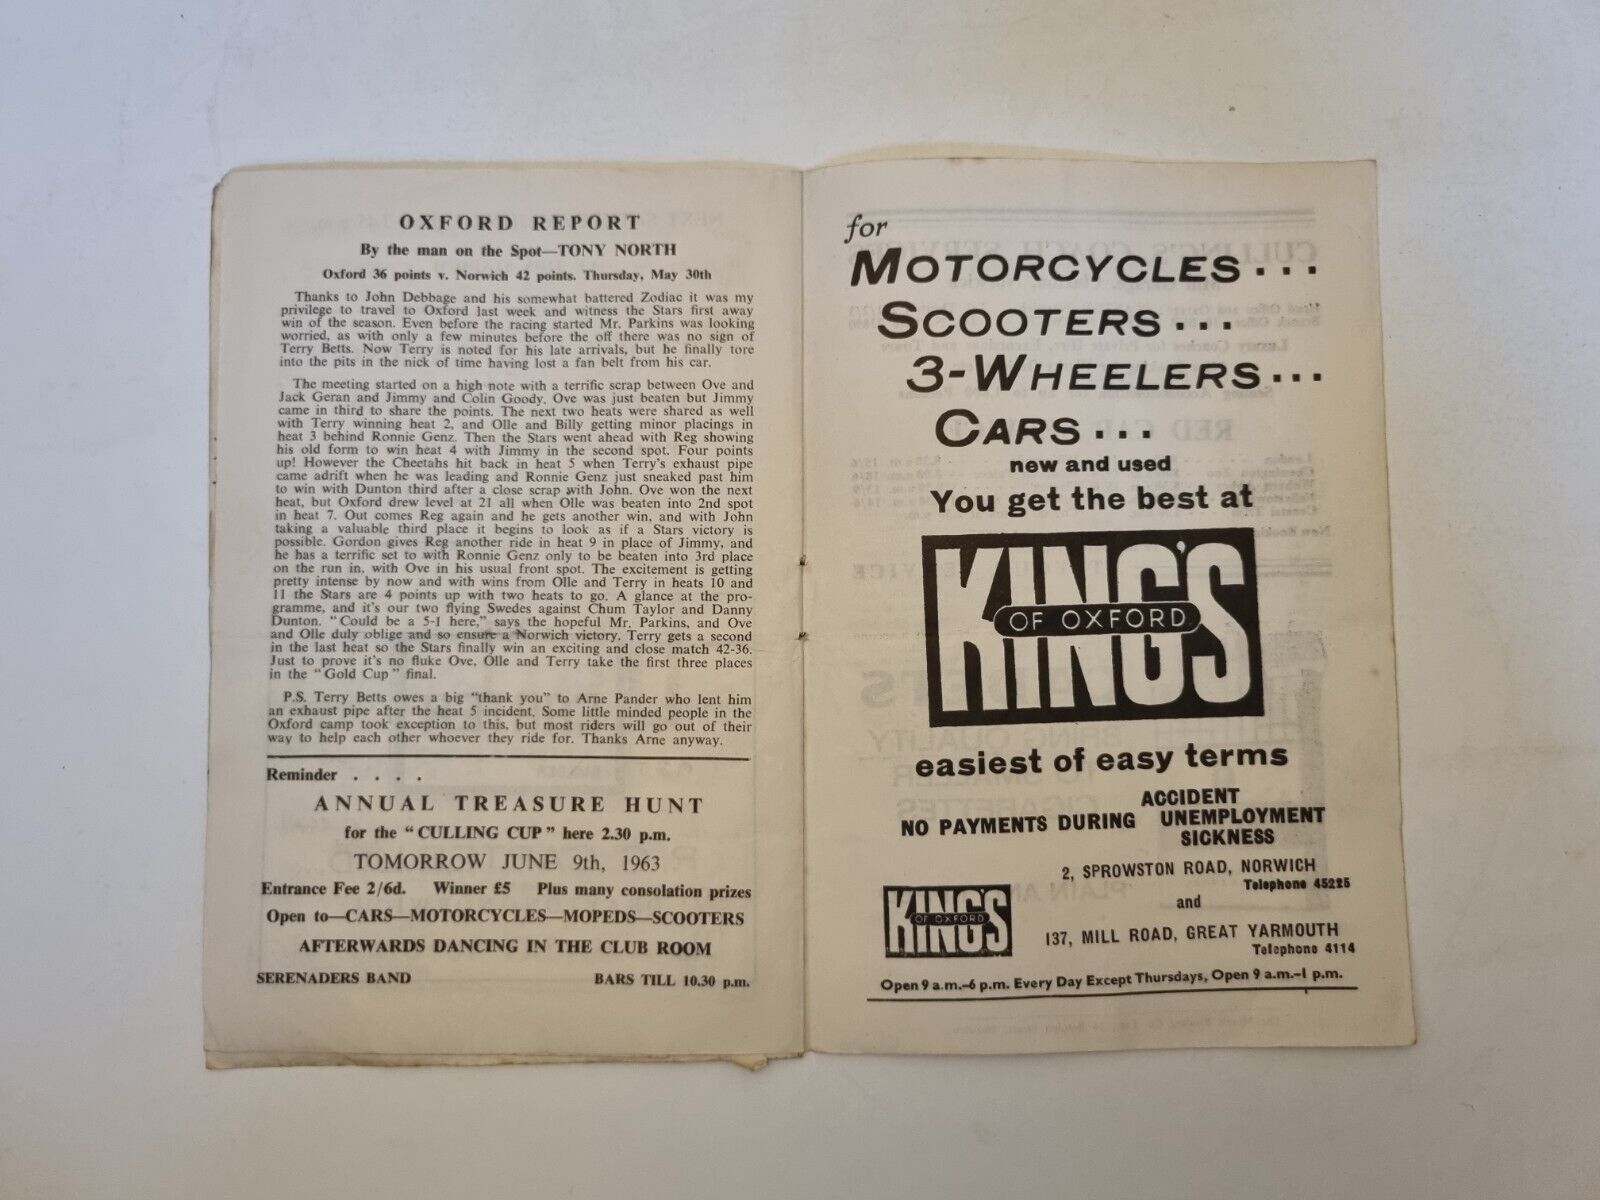 OXFORD REPORT
By the man on the Spot—TONY NORTH
Oxford 36 points v. Norwich 42 points. Thursday, May 30th
Thanks to John Debbage and his somewhat battered Zodiac it was my
privilege to travel to Oxford last week and witness the Stars first away
win of the season. Even before the racing started Mr. Parkins was looking
worried, as with only a few minutes before the off there was no sign of
Terry Betts. Now Terry is noted for his late arrivals, but he finally tore
into the pits in the nick of time having lost a fan belt from his car.
The meeting started on a high note with a terrific scrap between Ove and
Jack Geran and Jimmy and Colin Goody. Ove was just beaten but Jimmy
came in third to share the points. The next two heats were shared as well
with Terry winning heat 2, and Olle and Billy getting minor placings in
heat 3 behind Ronnie Genz. Then the Stars went ahead with Reg showing
his old form to win heat 4 with Jimmy in the second spot. Four points
up! However the Cheetahs hit back in heat 5 when Terry's exhaust pipe
came adrift when he was leading and Ronnie Genz just sneaked past him
to win with Dunton third after a close scrap with John. Ove won the next
heat, but Oxford drew level at 21 all when Olle was beaten into 2nd spot
in heat 7. Out comes Reg again and he gets another win, and with John
taking a valuable third place it begins to look as if a Stars victory is
possible. Gordon gives Reg another ride in heat 9 in place of Jimmy, and
he has a terrific set to with Ronnie Genz only to be beaten into 3rd place
on the run in, with Ove in his usual front spot. The excitement is getting
pretty intense by now and with wins from Olle and Terry in heats 10 and
11 the Stars are 4 points up with two heats to go. A glance at the pro-
gramme, and it's our two flying Swedes against Chum Taylor and Danny
Dunton. "Could be a 5-1 here," says the hopeful Mr. Parkins, and Ove
and Olle duly oblige and so ensure a Norwich victory. Terry gets a second
in the last heat so the Stars finally win an exciting and close match 42-36.
Just to prove it's no fluke Ove, Olle and Terry take the first three places
in the "Gold Cup" final.
P.S. Terry Betts owes a big "thank you" to Arne Pander who lent him
an exhaust pipe after the heat 5 incident. Some little minded people in the
Oxford camp took exception to this, but most riders will go out of their
way to help each other whoever they ride for. Thanks Arne anyway.
Reminder . . . .
ANNUAL TREASURE HUNT
for the "CULLING CUP" here 2.30 p.m.
TOMORROW JUNE 9th, 1963
Entrance Fee 2/6d. Winner £5 Plus many consolation prizes
Open to—CARS—MOTORCYCLES—MOPEDS—SCOOTERS
AFTERWARDS DANCING IN THE CLUB ROOM
SERENADERS BAND BARS TILL 10.30 p.m.
for
MOTORCYCLES...
SCOOTERS...
3-WHEELERS...
CARS...
new and used
You get the best at
KING'S
OF OXFORD
easiest of easy terms
NO PAYMENTS DURING
ACCIDENT
UNEMPLOYMENT
SICKNESS
2, SPROWSTON ROAD, NORWICH
Telephone 45225
and
137, MILL ROAD, GREAT YARMOUTH
Telephone 4114
KING'S
OF OXFORD
Open 9 a.m.-6 p.m. Every Day Except Thursdays, Open 9 a.m.-1 p.m.